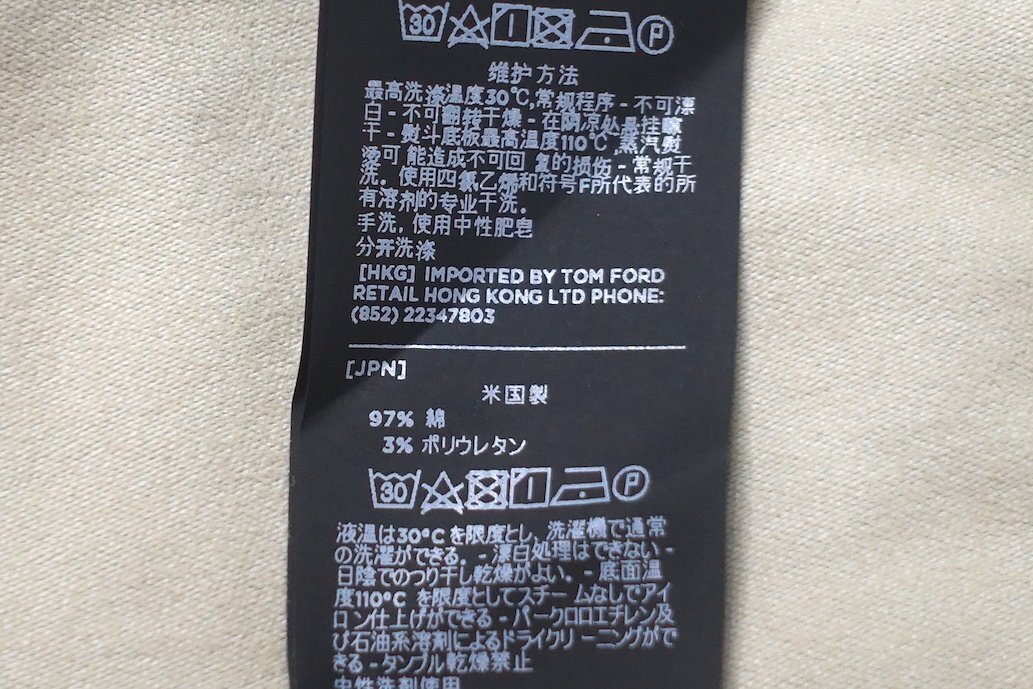 30 P
维护方法
最高洗涤温度30℃,常规程序 - 不可漂
白 - 不可翻转干燥 - 在阴凉处悬挂晾
干 - 熨斗底板最高温度110℃,蒸汽熨
烫可 能造成不可回 复的损伤 - 常规干
洗. 使用四氯乙烯和符号F所代表的所
有溶剂的专业干洗.
手洗, 使用中性肥皂
分开洗涤
[HKG] IMPORTED BY TOM FORD
RETAIL HONG KONG LTD PHONE:
(852) 22347803
[JPN]
米国製
97% 綿
3% ポリウレタン
30 P
液温は30°C を限度とし、洗濯機で通常
の洗濯ができる. - 漂白処理はできない -
日陰でのつり干し乾燥がよい. - 底面温
度110°C を限度としてスチームなしでアイ
ロン仕上げができる - パークロロエチレン及
び石油系溶剤によるドライクリーニングがで
きる - タンブル乾燥禁止
中性洗剤使用